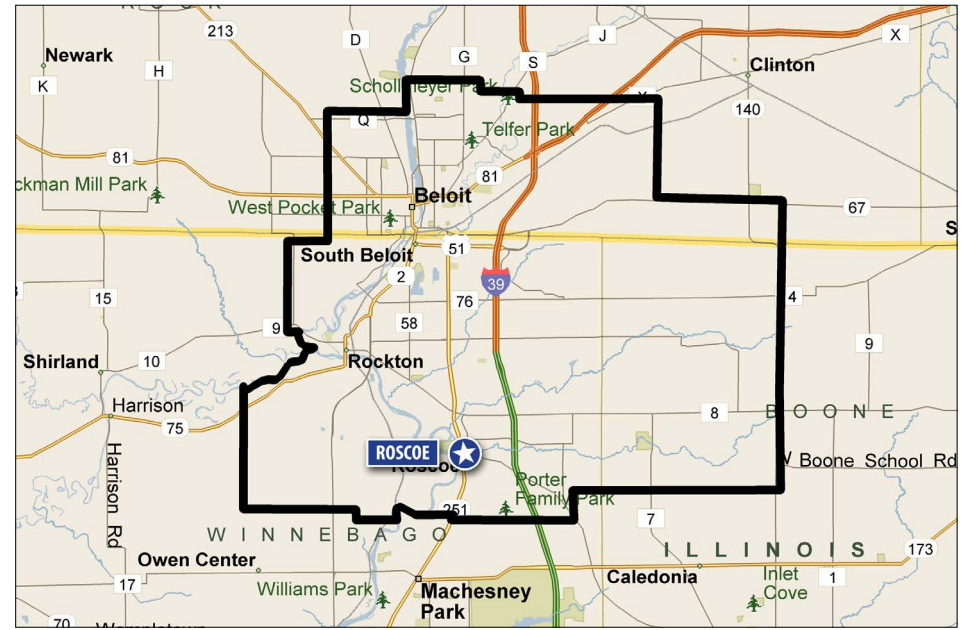 R O C K
213
D
G
J
X
Newark
S
Clinton
H
K
Schollmeyer Park
X
140
Q
Telfer Park
81
81
ckman Mill Park
Beloit
West Pocket Park
67
S
South Beloit
51
2
39
15
76
4
9
58
9
Shirland
10
Rockton
Harrison
8
B O O N E
75
ROSCOE
Roscoe
W Boone School Rd
Harrison Rd
Porter
Family Park
251
7
W I N N E B A G O
I L L I N O I S
173
Owen Center
Caledonia
Inlet
Cove
17
Williams Park
1
Machesney
Park
70